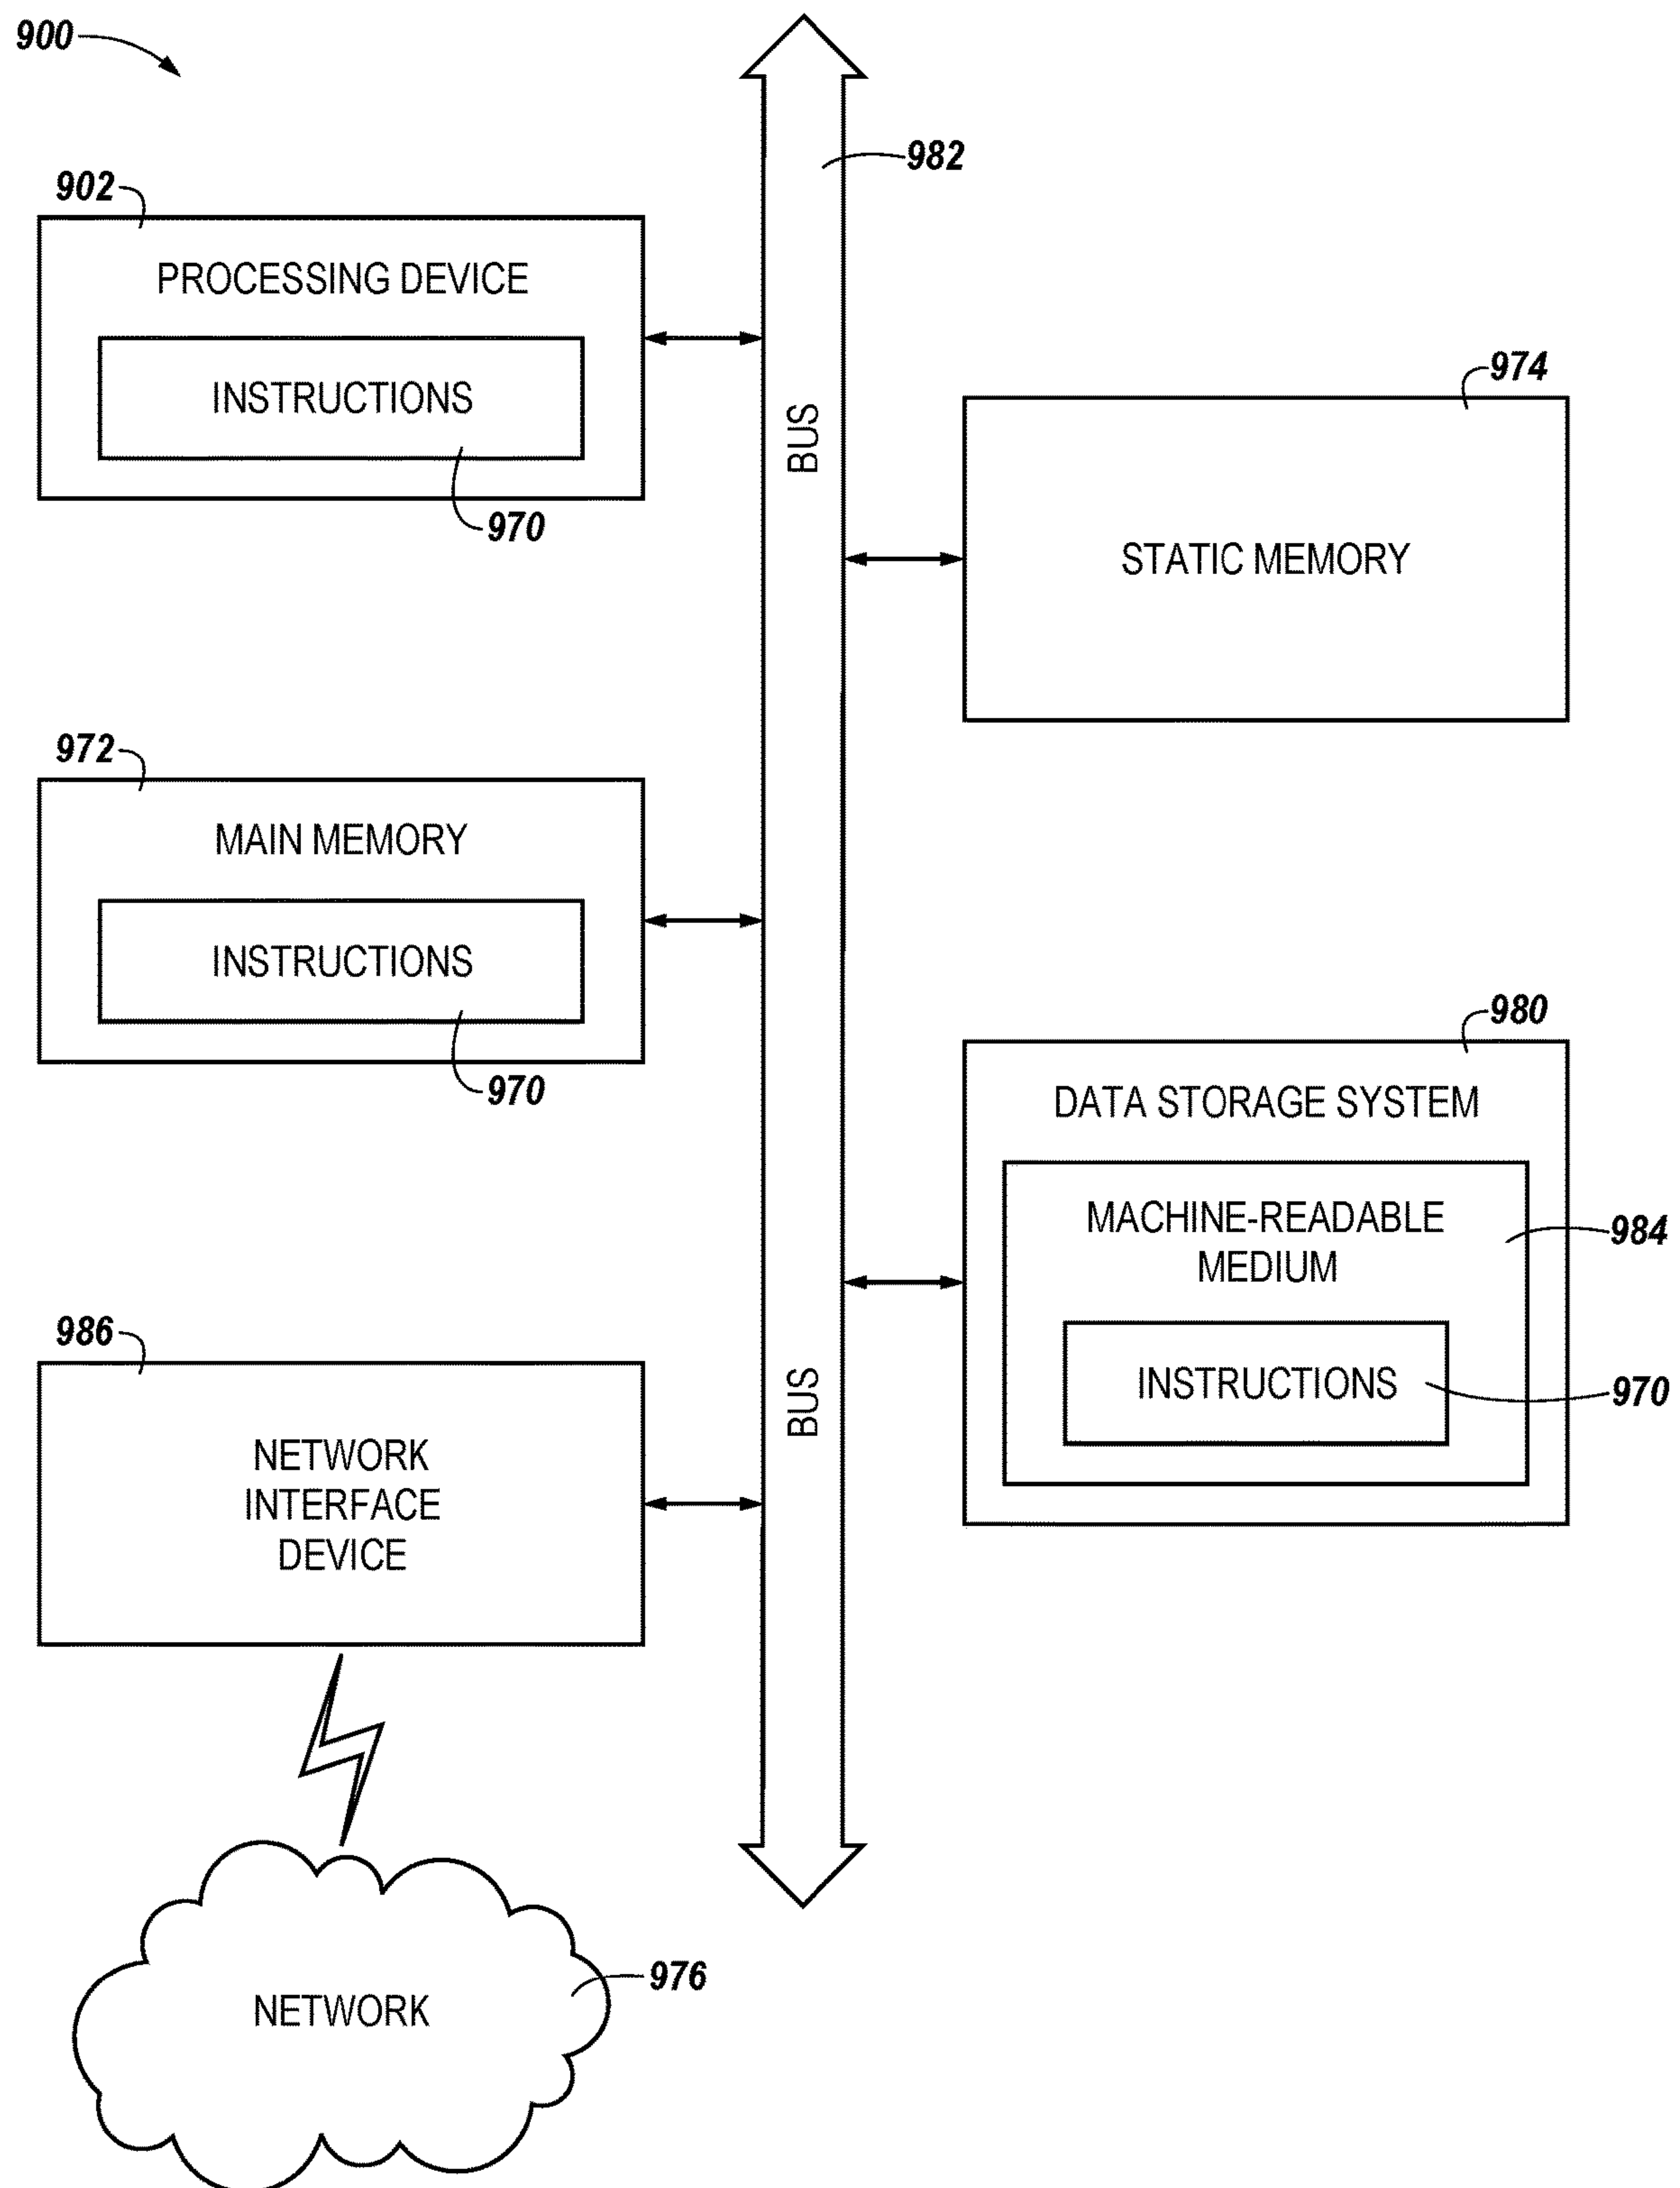 900
982
902
PROCESSING DEVICE
INSTRUCTIONS
970
BUS
974
STATIC MEMORY
972
MAIN MEMORY
INSTRUCTIONS
970
980
DATA STORAGE SYSTEM
MACHINE-READABLE
MEDIUM
984
INSTRUCTIONS
970
986
NETWORK
INTERFACE
DEVICE
BUS
976
NETWORK